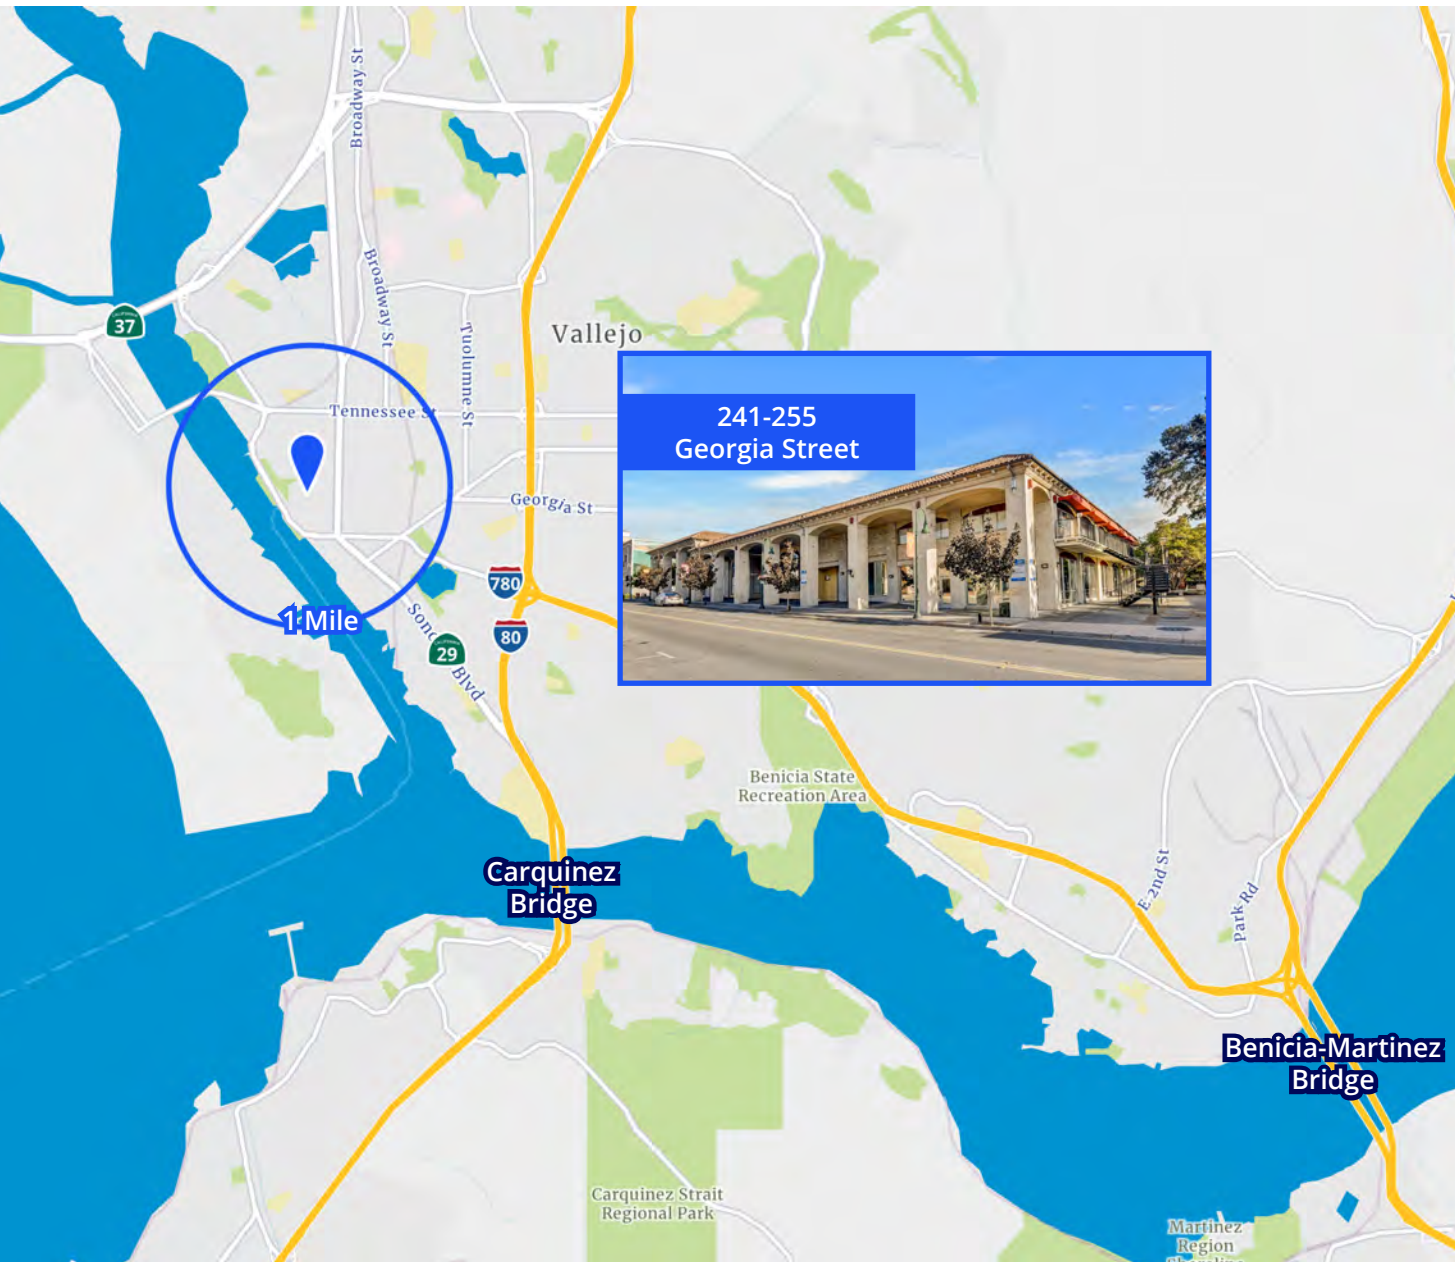 Broadway St
CALIFORNIA
37
Broadway St
Vallejo
Tuolumne St
Tennessee St
241-255
Georgia Street
Georgia St
780
1 Mile
80
CALIFORNIA
29
Blvd
Benicia State
Recreation Area
Carquinez
Bridge
E 2nd St
Park Rd
Benicia-Martinez
Bridge
Carquinez Strait
Regional Park
Martinez
Region